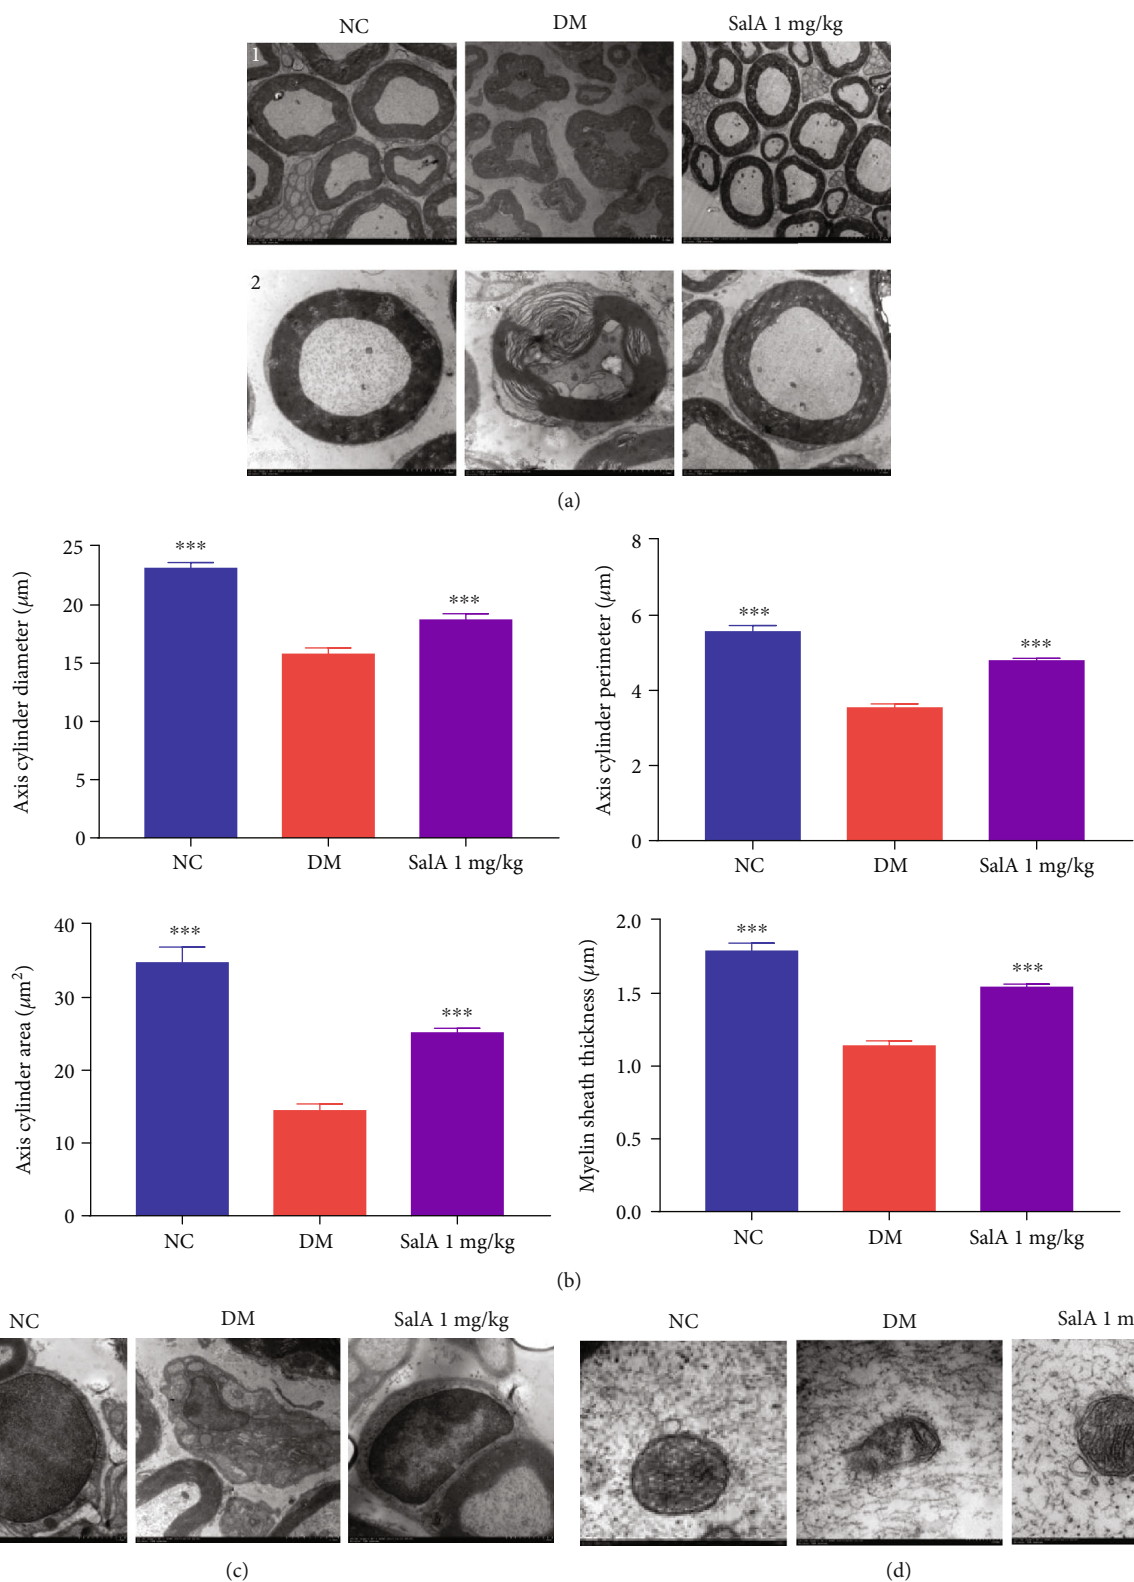 NC DM SalA 1 mg/kg
1
2
(a)
Axis cylinder diameter (μm)
25
20
15
10
5
0
***
***
NC DM SalA 1 mg/kg
Axis cylinder perimeter (μm)
8
6
4
2
0
***
***
NC DM SalA 1 mg/kg
Axis cylinder area (μm²)
40
30
20
10
0
***
***
NC DM SalA 1 mg/kg
Myelin sheath thickness (μm)
2.0
1.5
1.0
0.5
0.0
***
***
NC DM SalA 1 mg/kg
(b)
NC DM SalA 1 mg/kg
(c)
NC DM SalA 1 m
(d)